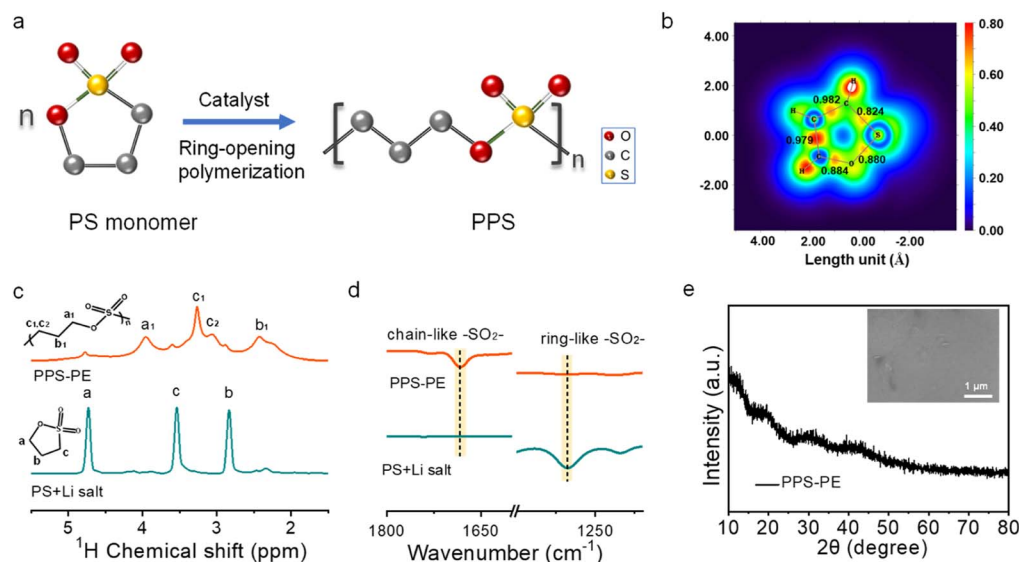 a
n
Catalyst
Ring-opening
polymerization
n
O
C
S
PS monomer
PPS
b
4.00
2.00
0.00
-2.00
H
H
C
C
S
C
O
H
0.982
0.824
0.979
0.880
0.884
4.00 2.00 0.00 -2.00
Length unit (Å)
0.80
0.60
0.40
0.20
0.00
c
O O
S
O
n
a₁
C₁,C₂
b₁
a₁
C₁
C₂
b₁
PPS-PE
a
c
b
O
S
O
O
a
b
c
PS+Li salt
5 4 3 2
¹H Chemical shift (ppm)
d
chain-like -SO₂-
ring-like -SO₂-
PPS-PE
PS+Li salt
1800 1650 1250
Wavenumber (cm⁻¹)
e
Intensity (a.u.)
1 μm
PPS-PE
10 20 30 40 50 60 70 80
2θ (degree)